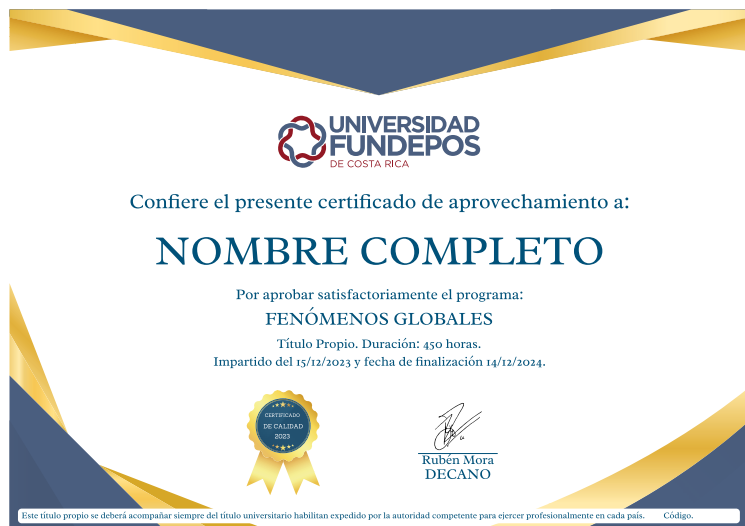 UNIVERSIDAD
FUNDEPOS
DE COSTA RICA
Confiere el presente certificado de aprovechamiento a:
NOMBRE COMPLETO
Por aprobar satisfactoriamente el programa:
FENÓMENOS GLOBALES
Título Propio. Duración: 450 horas.
Impartido del 15/12/2023 y fecha de finalización 14/12/2024.
CERTIFICADO
DE CALIDAD
2023
Rubén Mora
DECANO
Este título propio se deberá acompañar siempre del título universitario habilitan expedido por la autoridad competente para ejercer profesionalmente en cada país. Código.